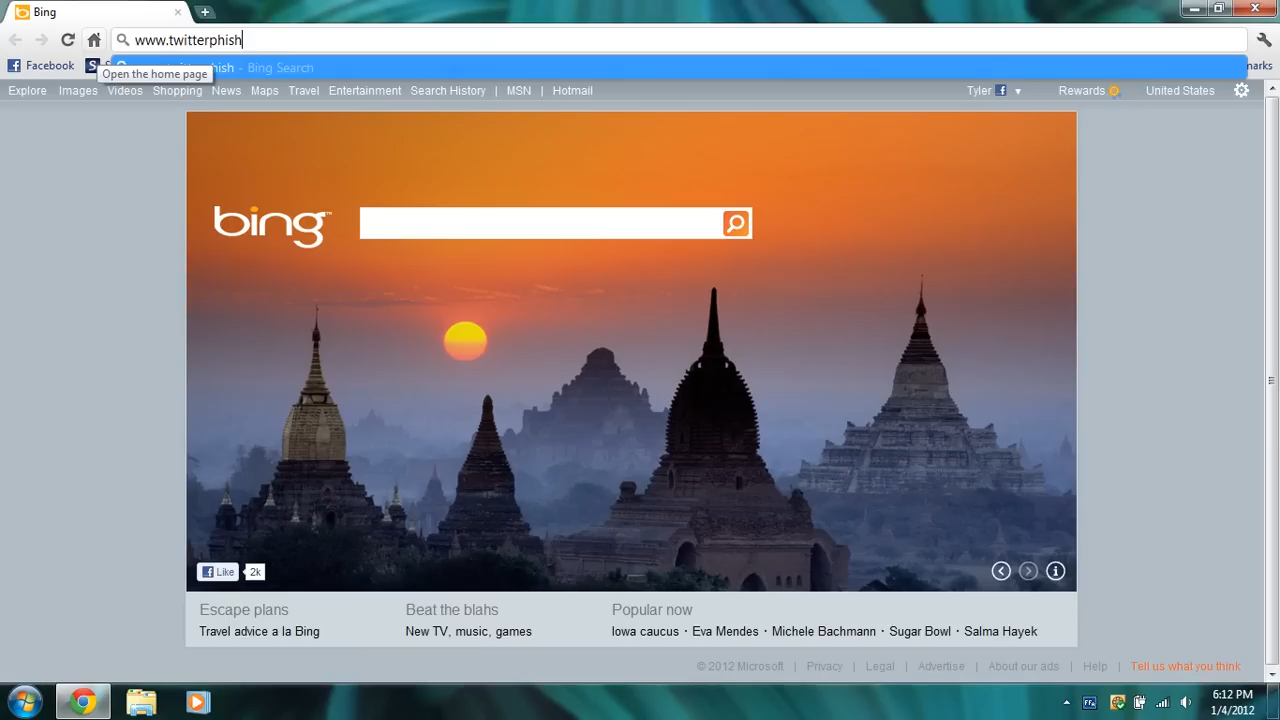 Bing
www.twitterphish
Facebook S
phish - Bing Search
Open the home page
marks
Explore Images Videos Shopping News Maps Travel Entertainment Search History | MSN | Hotmail
Tyler Rewards United States
bing™
Like 2k
Escape plans Beat the blahs Popular now
Travel advice a la Bing New TV, music, games Iowa caucus · Eva Mendes · Michele Bachmann · Sugar Bowl · Salma Hayek
© 2012 Microsoft | Privacy | Legal | Advertise | About our ads | Help | Tell us what you think
6:12 PM
1/4/2012